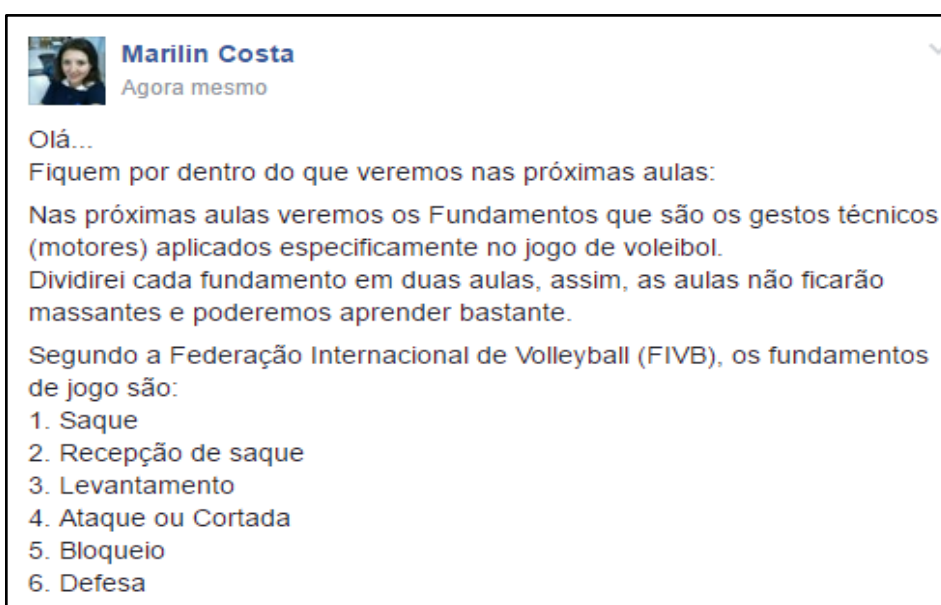 Marilin Costa
Agora mesmo
Olá...
Fiquem por dentro do que veremos nas próximas aulas:
Nas próximas aulas veremos os Fundamentos que são os gestos técnicos
(motores) aplicados especificamente no jogo de voleibol.
Dividirei cada fundamento em duas aulas, assim, as aulas não ficarão
massantes e poderemos aprender bastante.
Segundo a Federação Internacional de Volleyball (FIVB), os fundamentos
de jogo são:
1. Saque
2. Recepção de saque
3. Levantamento
4. Ataque ou Cortada
5. Bloqueio
6. Defesa